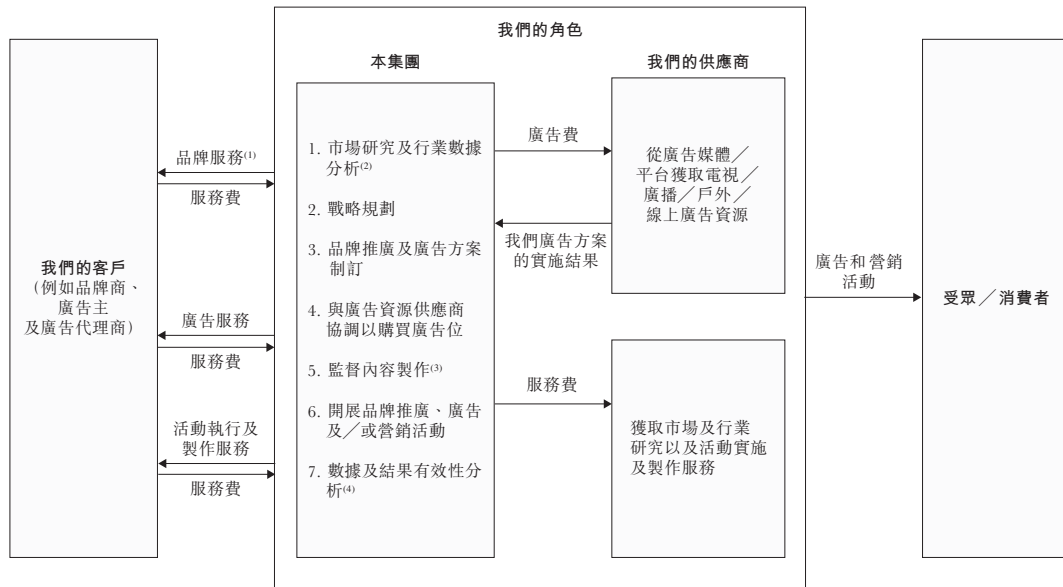 我們的角色
本集團
我們的供應商
我們的客戶
（例如品牌商、
廣告主
及廣告代理商）
品牌服務(1)
服務費
廣告服務
服務費
活動執行及
製作服務
服務費
1. 市場研究及行業數據
分析(2)
2. 戰略規劃
3. 品牌推廣及廣告方案
制訂
4. 與廣告資源供應商
協調以購買廣告位
5. 監督內容製作(3)
6. 開展品牌推廣、廣告
及／或營銷活動
7. 數據及結果有效性分
析(4)
廣告費
我們廣告方案
的實施結果
服務費
從廣告媒體／
平台獲取電視／
廣播／戶外／
線上廣告資源
獲取市場及行業
研究以及活動實施
及製作服務
廣告和營銷
活動
受眾／消費者